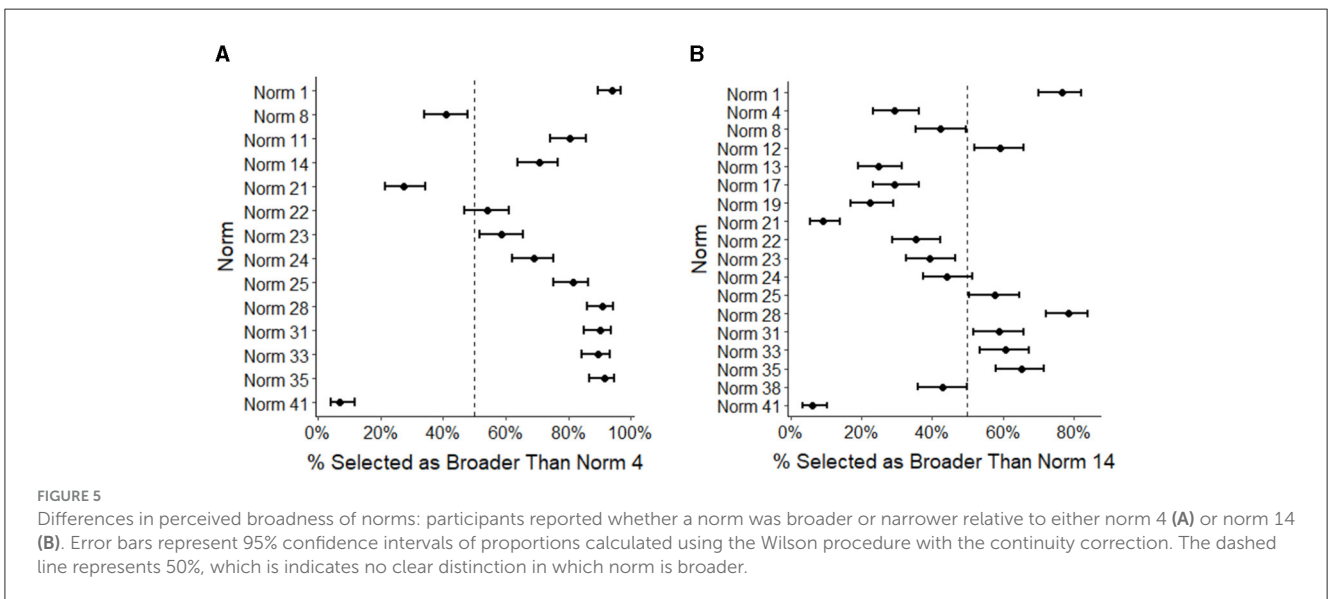 A
Norm 1
Norm 8
Norm 11
Norm 14
Norm 21
Norm 22
Norm 23
Norm 24
Norm 25
Norm 28
Norm 31
Norm 33
Norm 35
Norm 41
Norm
0% 20% 40% 60% 80% 100%
% Selected as Broader Than Norm 4
B
Norm 1
Norm 4
Norm 8
Norm 12
Norm 13
Norm 17
Norm 19
Norm 21
Norm 22
Norm 23
Norm 24
Norm 25
Norm 28
Norm 31
Norm 33
Norm 35
Norm 38
Norm 41
Norm
0% 20% 40% 60% 80%
% Selected as Broader Than Norm 14
FIGURE 5
Differences in perceived broadness of norms: participants reported whether a norm was broader or narrower relative to either norm 4 (A) or norm 14
(B). Error bars represent 95% confidence intervals of proportions calculated using the Wilson procedure with the continuity correction. The dashed
line represents 50%, which is indicates no clear distinction in which norm is broader.